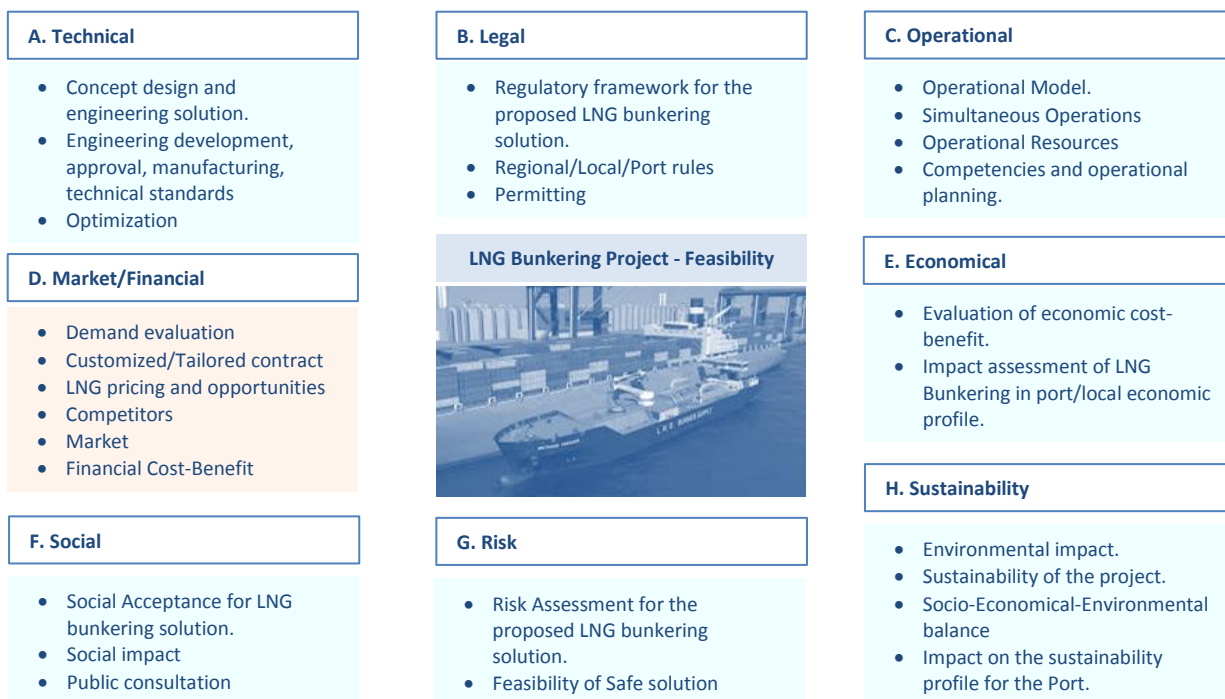 A. Technical
• Concept design and
engineering solution.
• Engineering development,
approval, manufacturing,
technical standards
• Optimization
B. Legal
• Regulatory framework for the
proposed LNG bunkering
solution.
• Regional/Local/Port rules
• Permitting
C. Operational
• Operational Model.
• Simultaneous Operations
• Operational Resources
• Competencies and operational
planning.
D. Market/Financial
• Demand evaluation
• Customized/Tailored contract
• LNG pricing and opportunities
• Competitors
• Market
• Financial Cost-Benefit
LNG Bunkering Project - Feasibility
LNG BUNKER SUPPLY
E. Economical
• Evaluation of economic cost-
benefit.
• Impact assessment of LNG
Bunkering in port/local economic
profile.
F. Social
• Social Acceptance for LNG
bunkering solution.
• Social impact
• Public consultation
G. Risk
• Risk Assessment for the
proposed LNG bunkering
solution.
• Feasibility of Safe solution
H. Sustainability
• Environmental impact.
• Sustainability of the project.
• Socio-Economical-Environmental
balance
• Impact on the sustainability
profile for the Port.